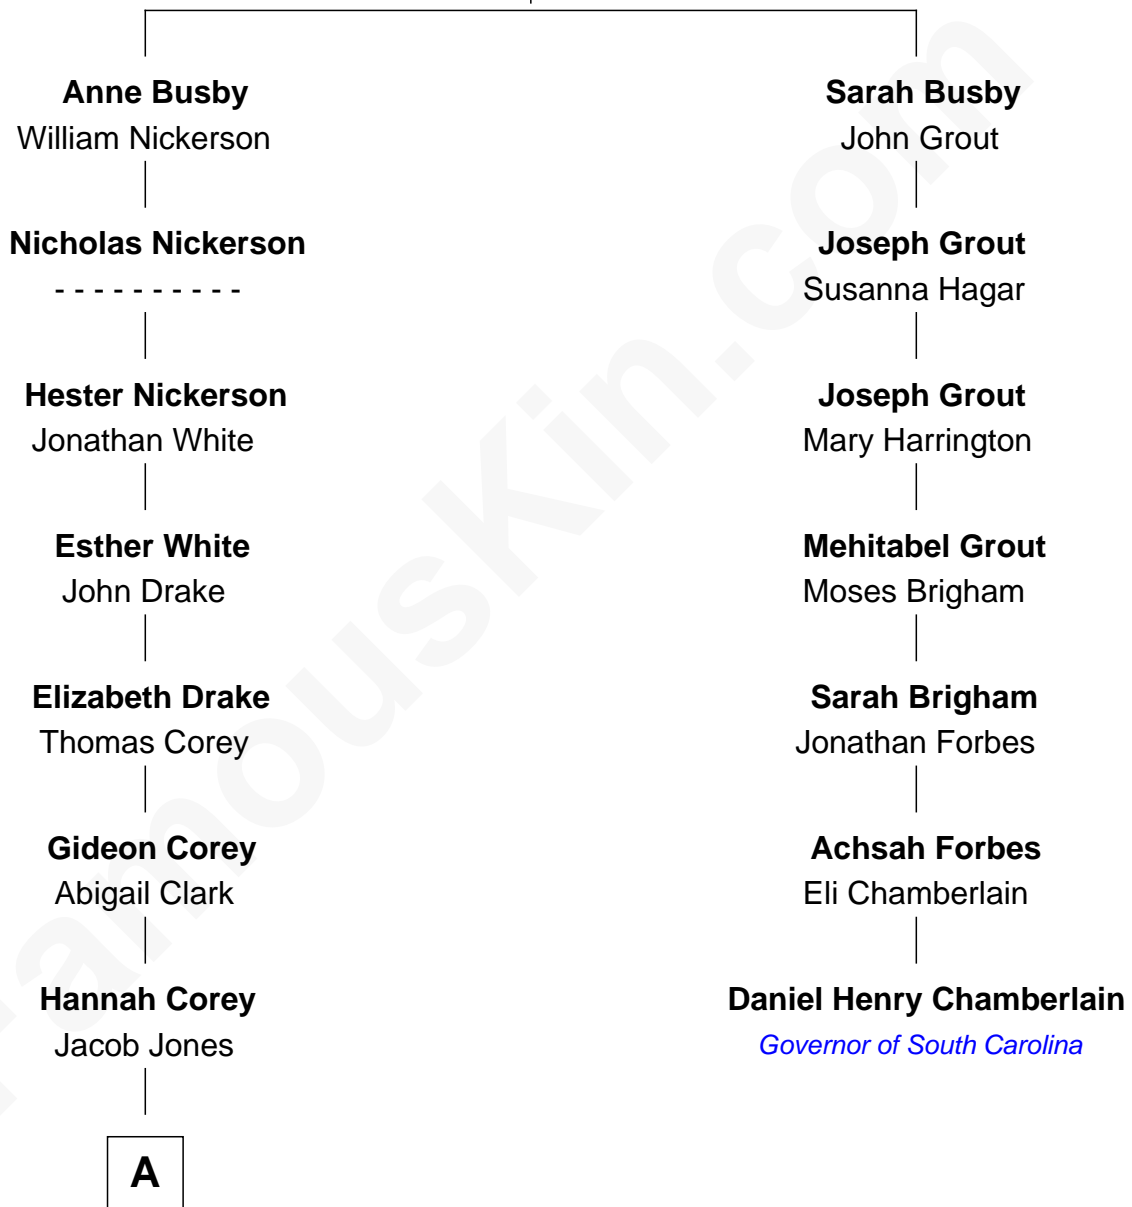 Anne Busby
William Nickerson
Sarah Busby
John Grout
Nicholas Nickerson
- - - - - - - - - -
Joseph Grout
Susanna Hagar
Hester Nickerson
Jonathan White
Joseph Grout
Mary Harrington
Esther White
John Drake
Mehitabel Grout
Moses Brigham
Elizabeth Drake
Thomas Corey
Sarah Brigham
Jonathan Forbes
Gideon Corey
Abigail Clark
Achsah Forbes
Eli Chamberlain
Hannah Corey
Jacob Jones
Daniel Henry Chamberlain
Governor of South Carolina
A
FamousKin.com